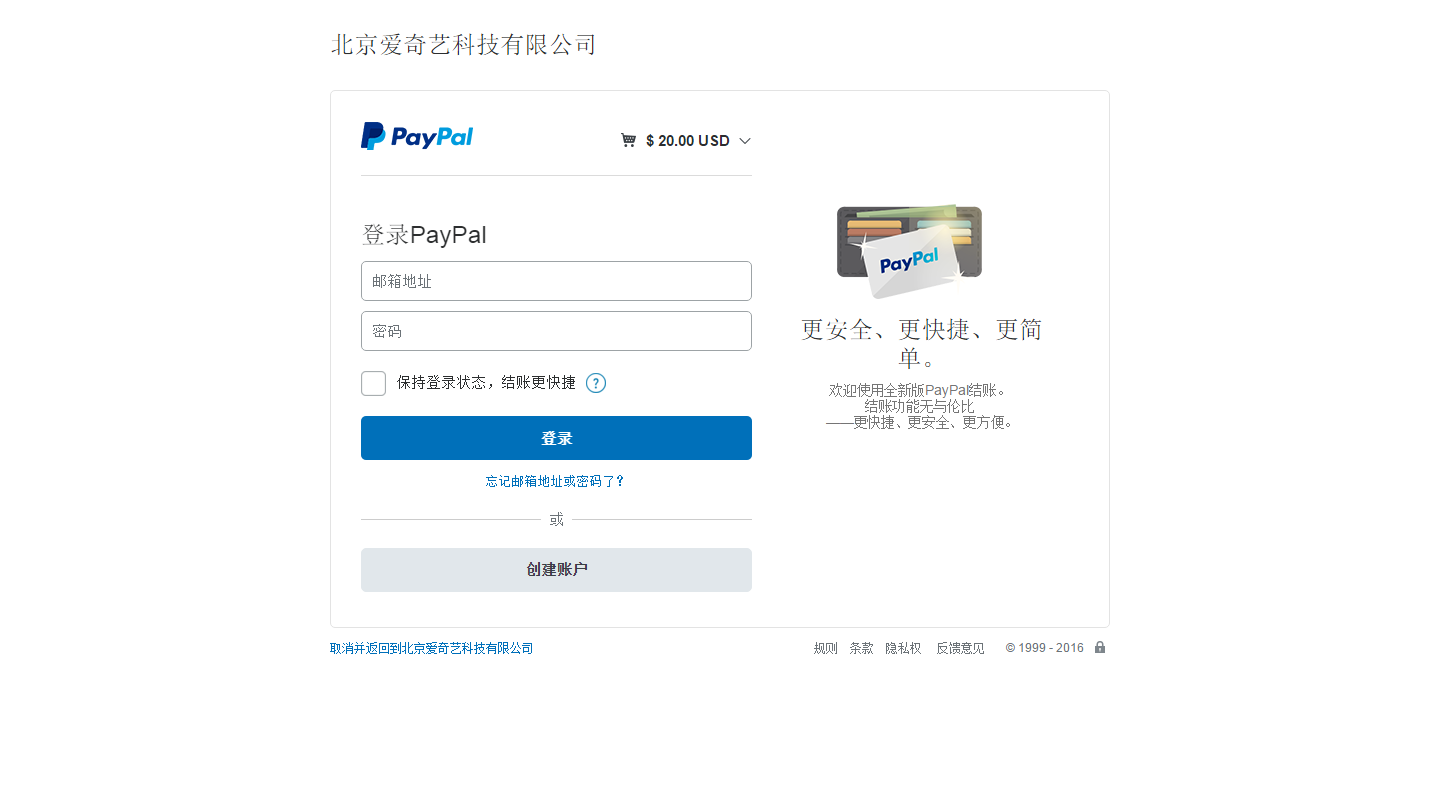 北京爱奇艺科技有限公司
PayPal
$ 20.00 USD
登录PayPal
邮箱地址
密码
保持登录状态，结账更快捷 ?
登录
忘记邮箱地址或密码了？
或
创建账户
PayPal
更安全、更快捷、更简
单。
欢迎使用全新版PayPal结账。
结账功能无与伦比
——更快捷、更安全、更方便。
取消并返回到北京爱奇艺科技有限公司
规则 条款 隐私权 反馈意见 © 1999 - 2016